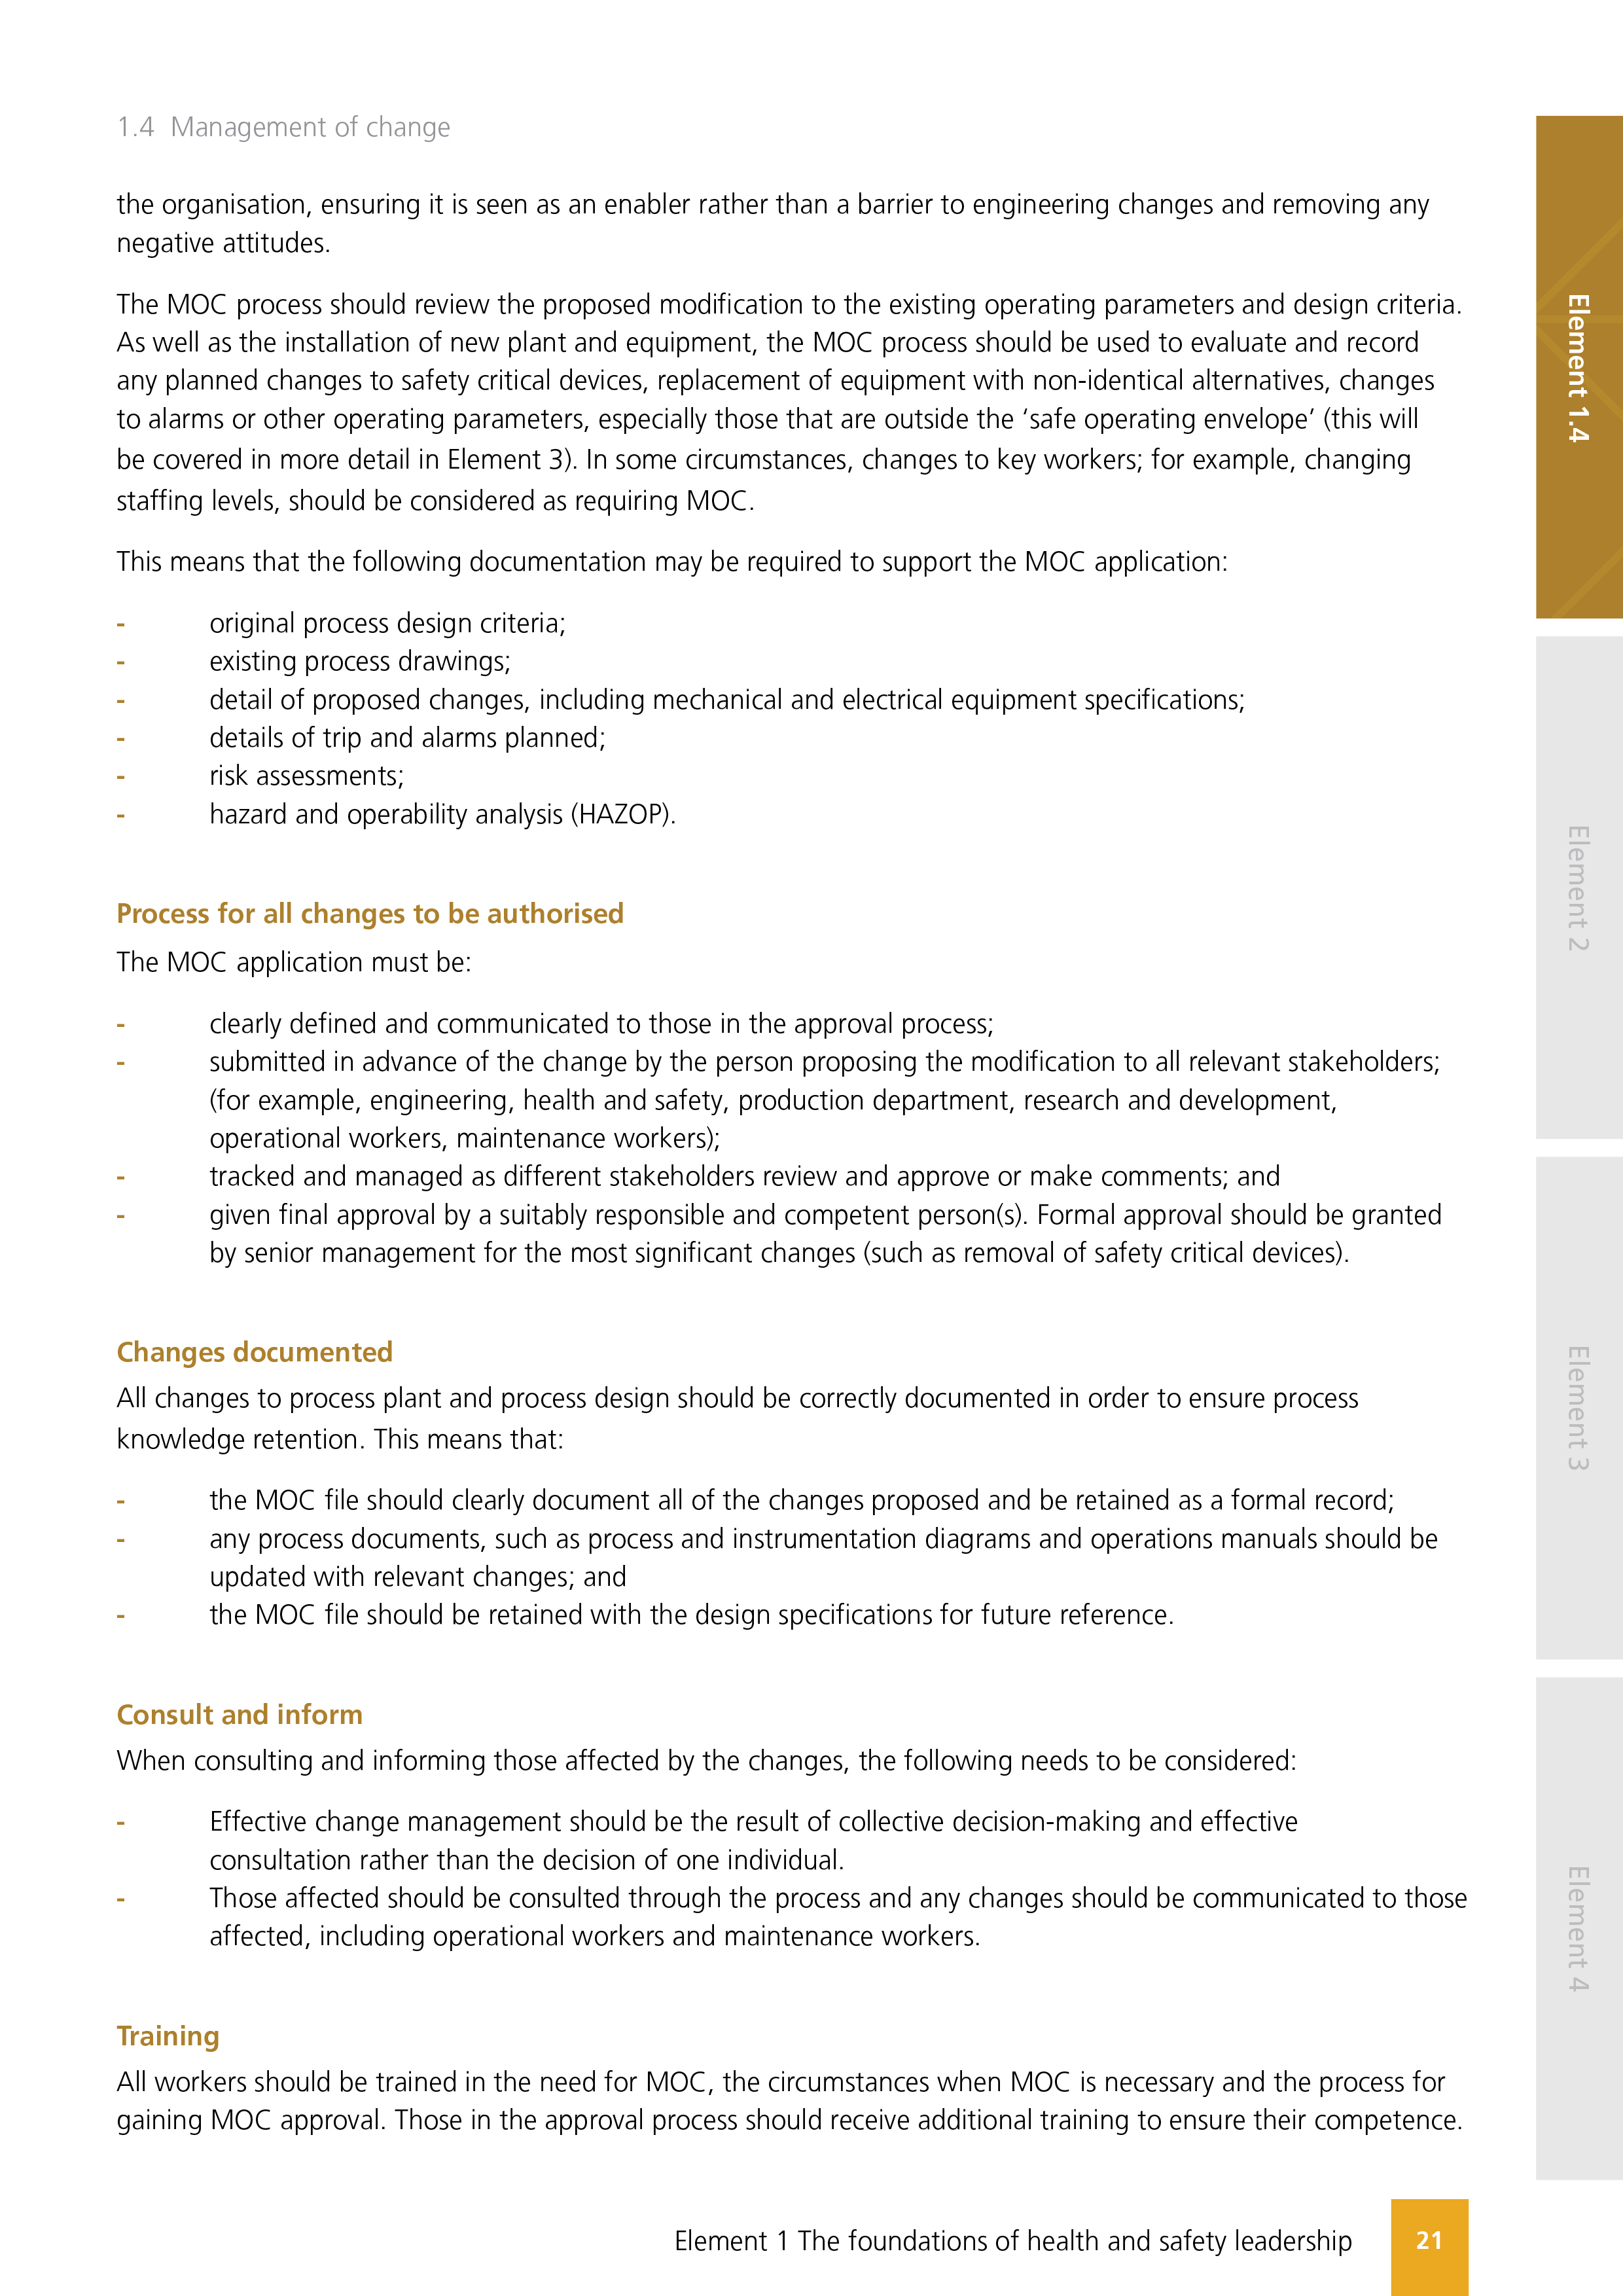 1.4 Management of change
the organisation, ensuring it is seen as an enabler rather than a barrier to engineering changes and removing any
negative attitudes.
The MOC process should review the proposed modification to the existing operating parameters and design criteria.
As well as the installation of new plant and equipment, the MOC process should be used to evaluate and record
any planned changes to safety critical devices, replacement of equipment with non-identical alternatives, changes
to alarms or other operating parameters, especially those that are outside the ‘safe operating envelope’ (this will
be covered in more detail in Element 3). In some circumstances, changes to key workers; for example, changing
staffing levels, should be considered as requiring MOC.
This means that the following documentation may be required to support the MOC application:
- original process design criteria;
- existing process drawings;
- detail of proposed changes, including mechanical and electrical equipment specifications;
- details of trip and alarms planned;
- risk assessments;
- hazard and operability analysis (HAZOP).
Process for all changes to be authorised
The MOC application must be:
- clearly defined and communicated to those in the approval process;
- submitted in advance of the change by the person proposing the modification to all relevant stakeholders;
(for example, engineering, health and safety, production department, research and development,
operational workers, maintenance workers);
- tracked and managed as different stakeholders review and approve or make comments; and
- given final approval by a suitably responsible and competent person(s). Formal approval should be granted
by senior management for the most significant changes (such as removal of safety critical devices).
Changes documented
All changes to process plant and process design should be correctly documented in order to ensure process
knowledge retention. This means that:
- the MOC file should clearly document all of the changes proposed and be retained as a formal record;
- any process documents, such as process and instrumentation diagrams and operations manuals should be
updated with relevant changes; and
- the MOC file should be retained with the design specifications for future reference.
Consult and inform
When consulting and informing those affected by the changes, the following needs to be considered:
- Effective change management should be the result of collective decision-making and effective
consultation rather than the decision of one individual.
- Those affected should be consulted through the process and any changes should be communicated to those
affected, including operational workers and maintenance workers.
Training
All workers should be trained in the need for MOC, the circumstances when MOC is necessary and the process for
gaining MOC approval. Those in the approval process should receive additional training to ensure their competence.
Element 1 The foundations of health and safety leadership
21
Element 1.4
Element 2
Element 3
Element 4